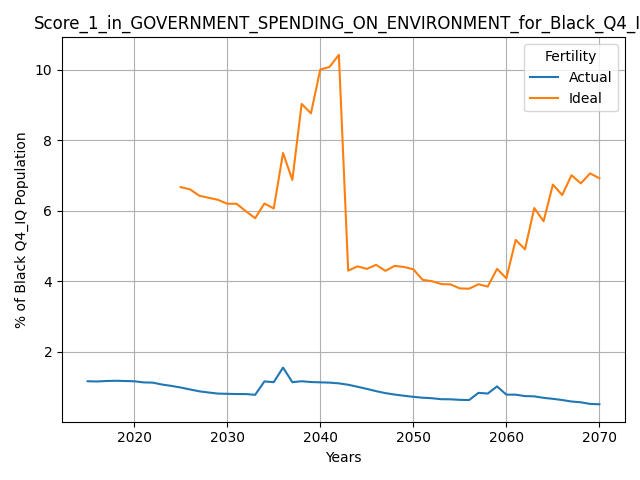 Score_1_in_GOVERNMENT_SPENDING_ON_ENVIRONMENT_for_Black_Q4_I
Fertility
Actual
Ideal
% of Black Q4_IQ Population
10
8
6
4
2
2020 2030 2040 2050 2060 2070
Years